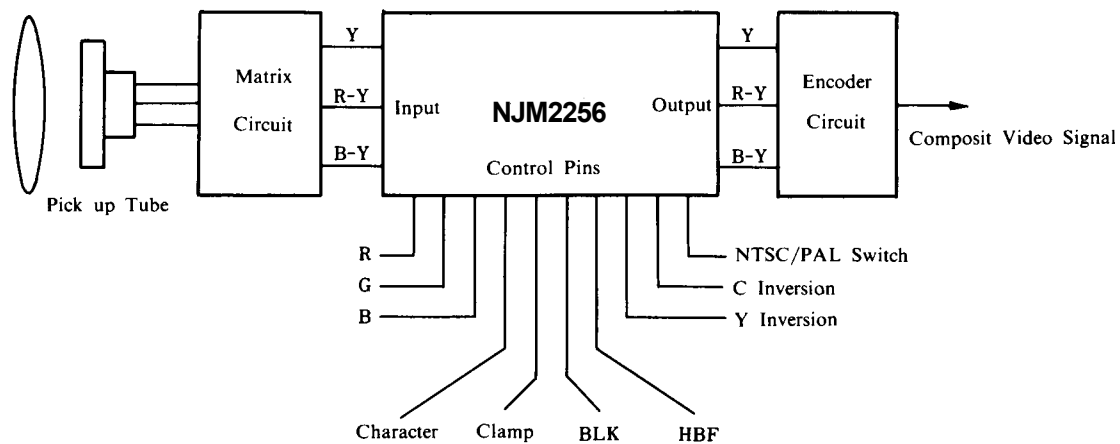 Y
Y
Matrix
Circuit
R-Y
Input
NJM2256
Output
R-Y
Encoder
Circuit
Composit Video Signal
B-Y
Control Pins
B-Y
Pick up Tube
R
NTSC/PAL Switch
G
C Inversion
B
Y Inversion
Character
Clamp
BLK
HBF